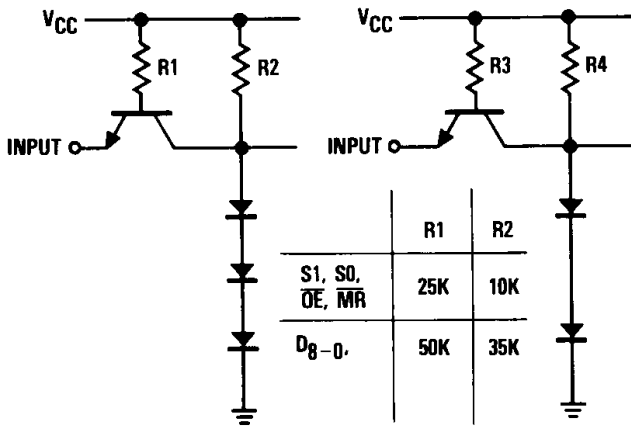 VCC
R1
R2
INPUT
VCC
R3
R4
INPUT
R1 R2
S1, S0, 25K 10K
OE, MR
D8-0, 50K 35K